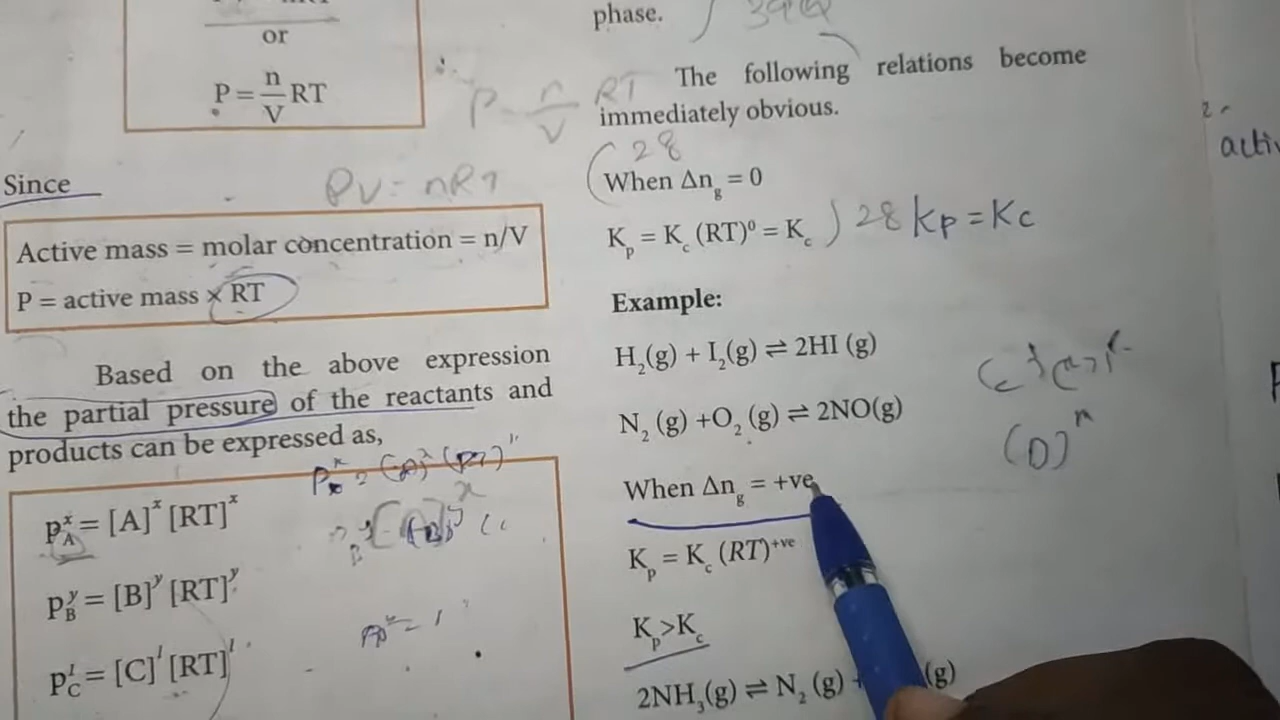 or
P = n/V RT
Since
PV = nRT
Active mass = molar concentration = n/V
P = active mass × RT
Based on the above expression
the partial pressure of the reactants and
products can be expressed as,
p_A^x = [A]^x [RT]^x
p_B^y = [B]^y [RT]^y
p_C^l = [C]^l [RT]^l
phase.
The following relations become
P = n/V RT
immediately obvious.
28
When Δn_g = 0
K_p = K_c (RT)^0 = K_c
28 Kp = Kc
Example:
H₂(g) + I₂(g) ⇌ 2HI (g)
N₂ (g) +O₂ (g) ⇌ 2NO(g)
(D)^n
When Δn_g = +ve
K_p = K_c (RT)^+ve
K_p>K_c
2NH₃(g) ⇌ N₂ (g) (g)